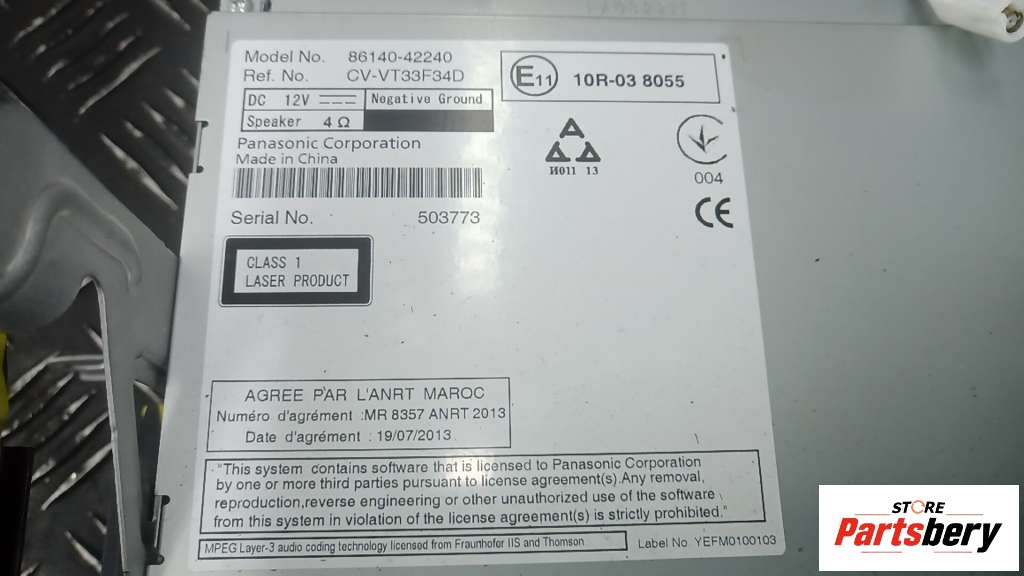 Model No. 86140-42240
Ref. No. CV-VT33F34D
DC 12V Negative Ground
Speaker 4 Ω
Panasonic Corporation
Made in China
Serial No. 503773
CLASS 1
LASER PRODUCT
E11 10R-03 8055
И011 13
004
CE
AGREE PAR L'ANRT MAROC
Numéro d'agrément :MR 8357 ANRT 2013
Date d'agrément : 19/07/2013
"This system contains software that is licensed to Panasonic Corporation
by one or more third parties pursuant to license agreement(s).Any removal,
reproduction,reverse engineering or other unauthorized use of the software
from this system in violation of the license agreement(s) is strictly prohibited."
MPEG Layer-3 audio coding technology licensed from Fraunhofer IIS and Thomson
Label No. YEFM0100103
STORE
Partsbery